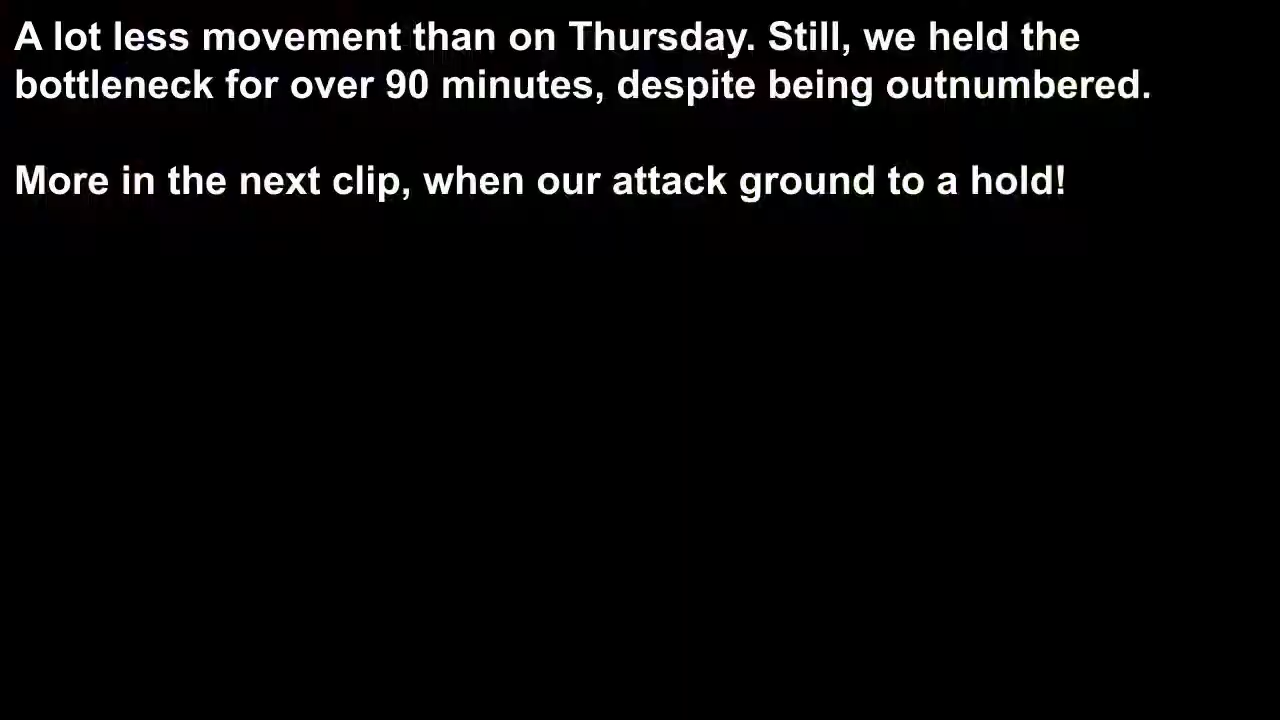 A lot less movement than on Thursday. Still, we held the
bottleneck for over 90 minutes, despite being outnumbered.
More in the next clip, when our attack ground to a hold!